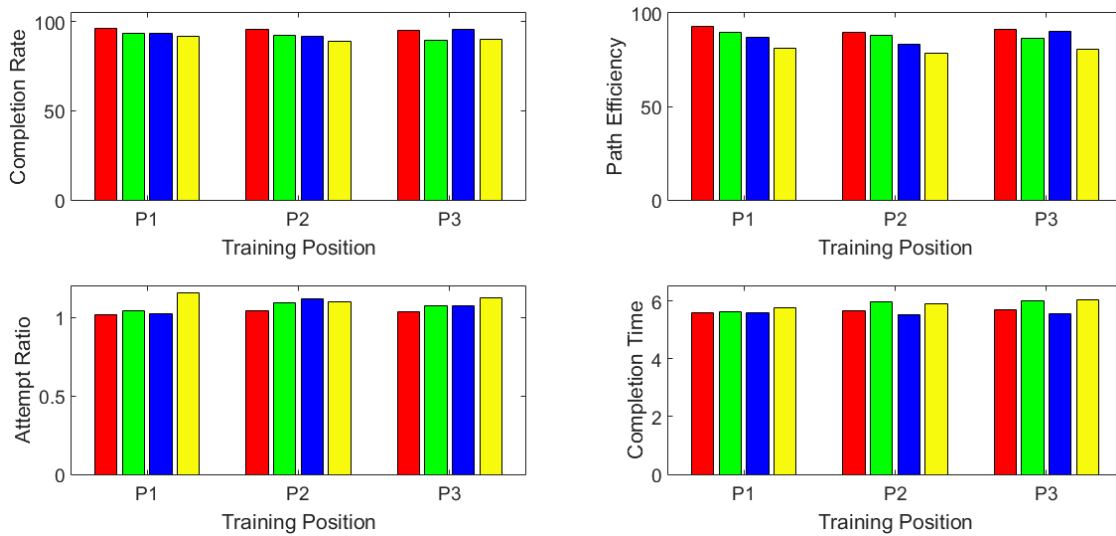 Completion Rate
100
50
0
P1 P2 P3
Training Position
Path Efficiency
100
50
0
P1 P2 P3
Training Position
Attempt Ratio
1
0.5
0
P1 P2 P3
Training Position
Completion Time
6
4
2
0
P1 P2 P3
Training Position